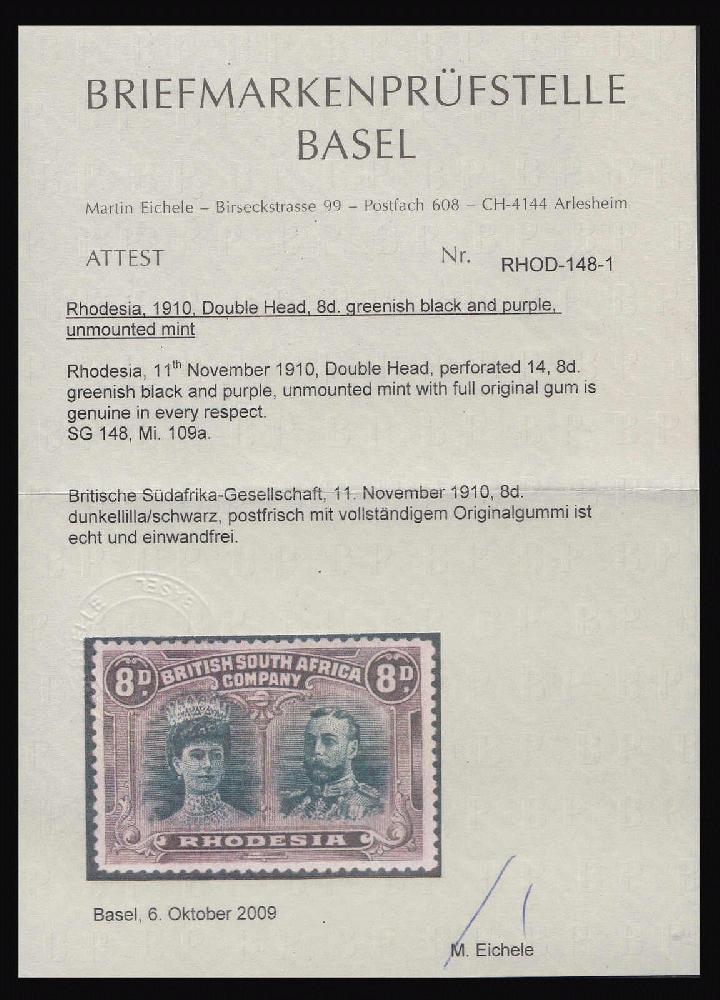 BRIEFMARKENPRÜFSTELLE
BASEL
Martin Eichele – Birseckstrasse 99 – Postfach 608 – CH-4144 Arlesheim
ATTEST Nr. RHOD-148-1
Rhodesia, 1910, Double Head, 8d. greenish black and purple,
unmounted mint
Rhodesia, 11th November 1910, Double Head, perforated 14, 8d.
greenish black and purple, unmounted mint with full original gum is
genuine in every respect.
SG 148, Mi. 109a.
Britische Südafrika-Gesellschaft, 11. November 1910, 8d.
dunkellilla/schwarz, postfrisch mit vollständigem Originalgummi ist
echt und einwandfrei.
BASEL
8D. BRITISH SOUTH AFRICA 8D.
COMPANY
RHODESIA
Basel, 6. Oktober 2009
M. Eichele